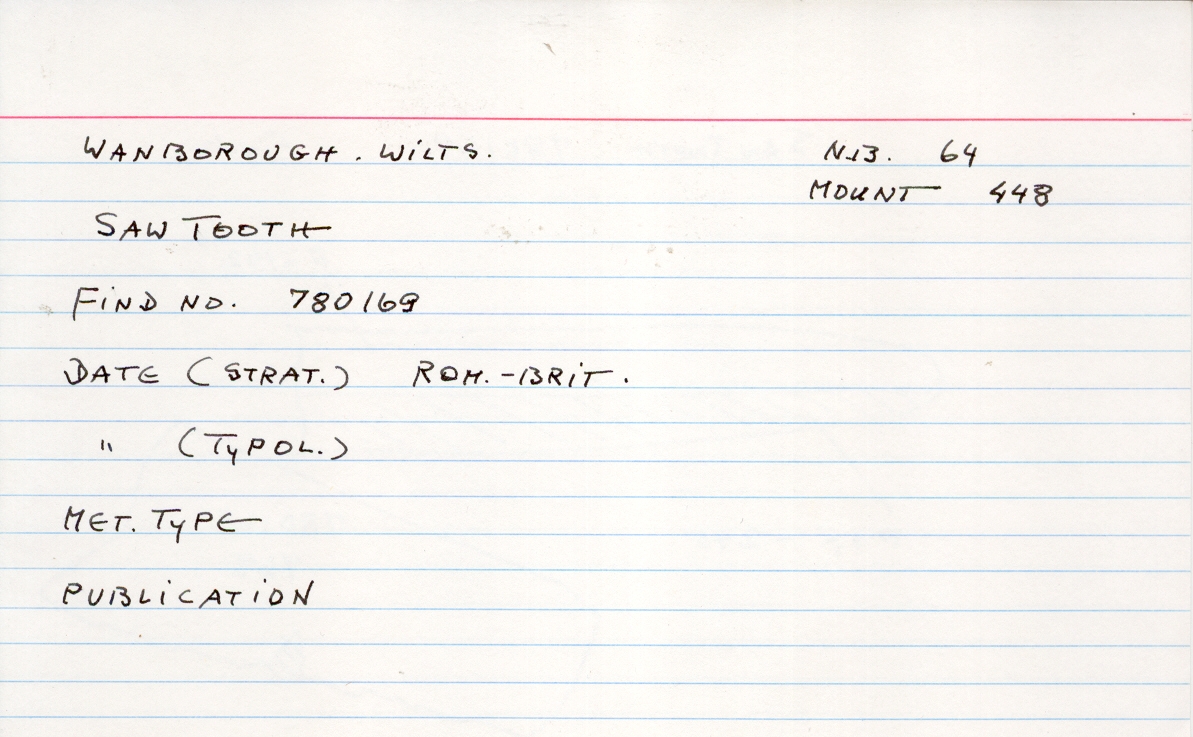 WANBOROUGH. WILTS. N.B. 64
MOUNT 448
SAW TOOTH
FIND NO. 780169
DATE (STRAT.) ROM.-BRIT.
" (TYPOL.)
MET. TYPE
PUBLICATION